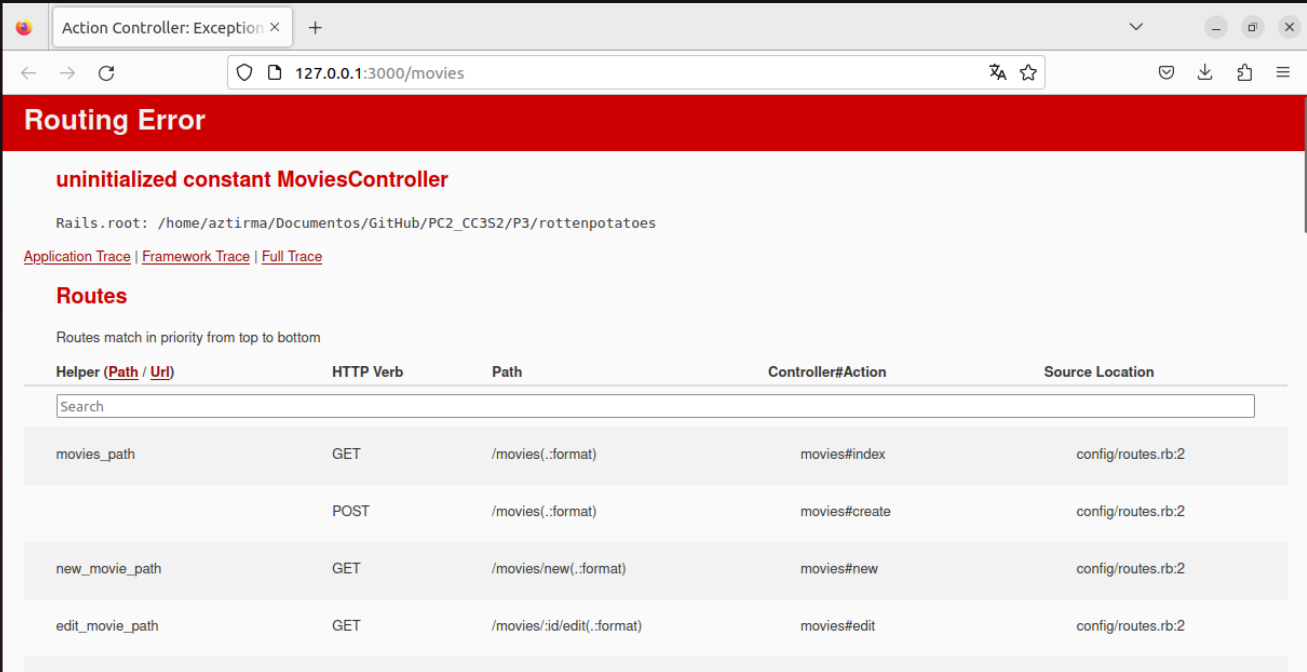 Action Controller: Exception
127.0.0.1:3000/movies
Routing Error
uninitialized constant MoviesController
Rails.root: /home/aztirma/Documentos/GitHub/PC2_CC3S2/P3/rottenpotatoes
Application Trace | Framework Trace | Full Trace
Routes
Routes match in priority from top to bottom
Helper (Path / Url) HTTP Verb Path Controller#Action Source Location
Search
movies_path GET /movies(.:format) movies#index config/routes.rb:2
POST /movies(.:format) movies#create config/routes.rb:2
new_movie_path GET /movies/new(.:format) movies#new config/routes.rb:2
edit_movie_path GET /movies/:id/edit(.:format) movies#edit config/routes.rb:2